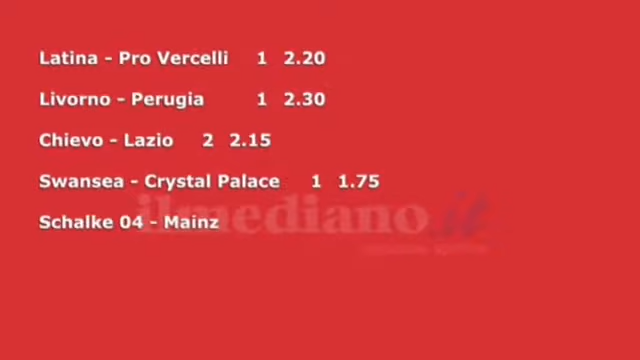 Latina - Pro Vercelli 1 2.20
Livorno - Perugia 1 2.30
Chievo - Lazio 2 2.15
Swansea - Crystal Palace 1 1.75
Schalke 04 - Mainz
ilmediano.it